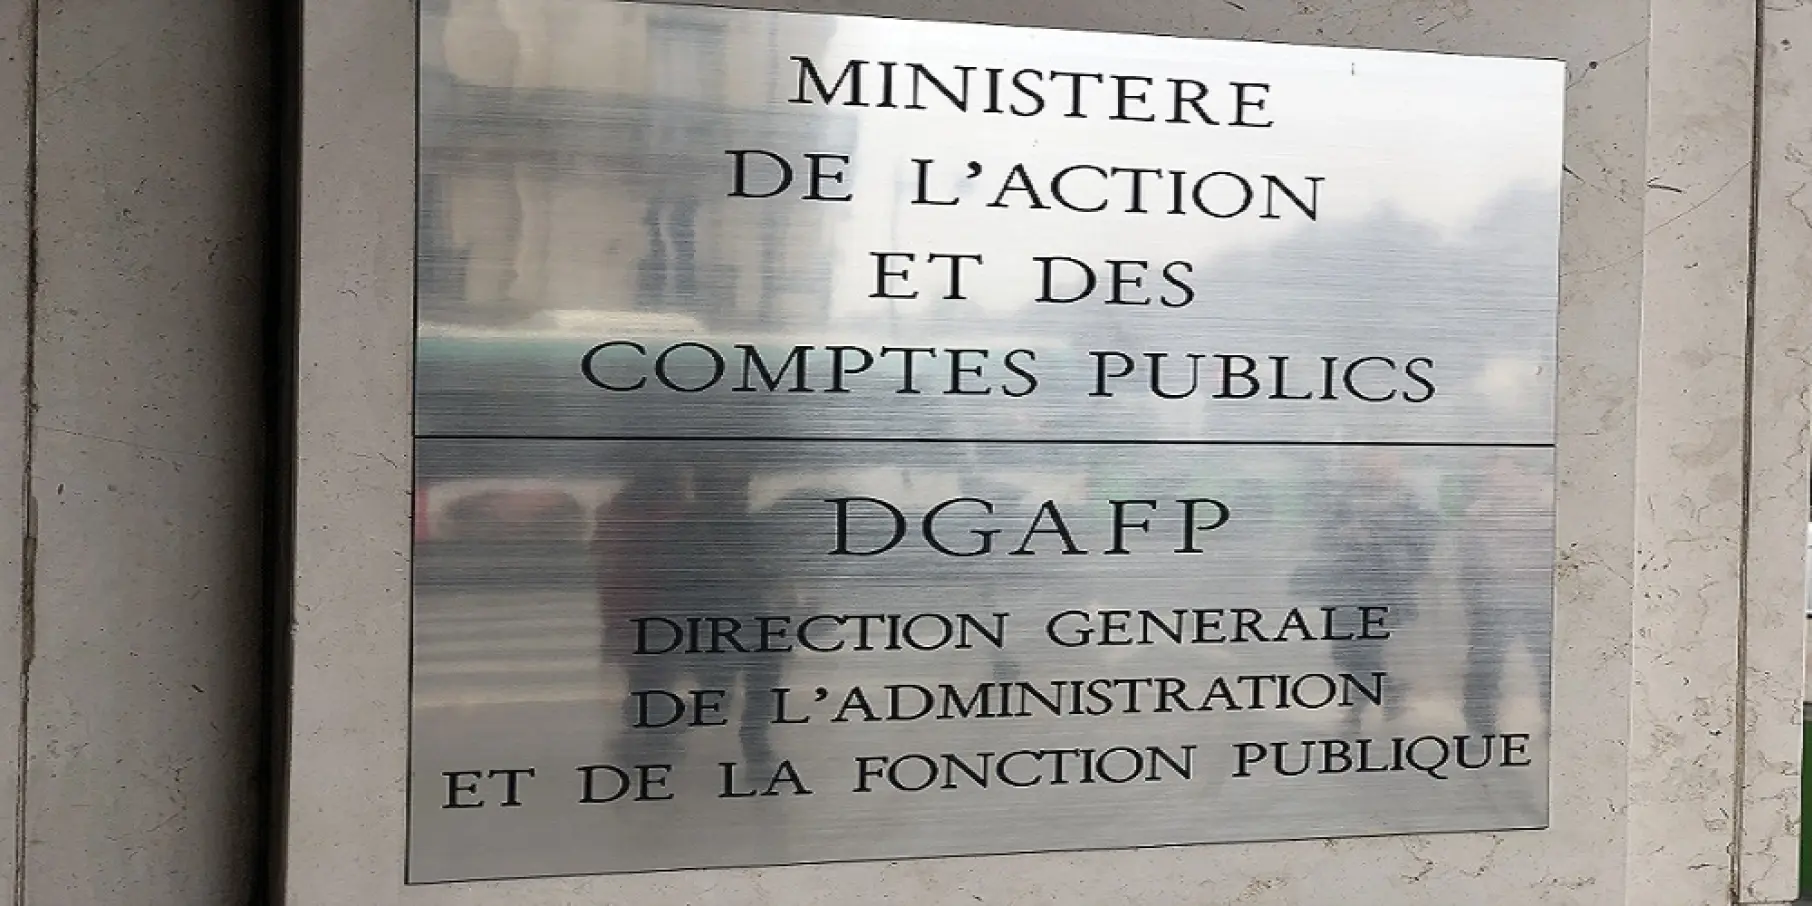 MINISTERE
DE L’ACTION
ET DES
COMPTES PUBLICS
DGAFP
DIRECTION GENERALE
DE L’ADMINISTRATION
ET DE LA FONCTION PUBLIQUE